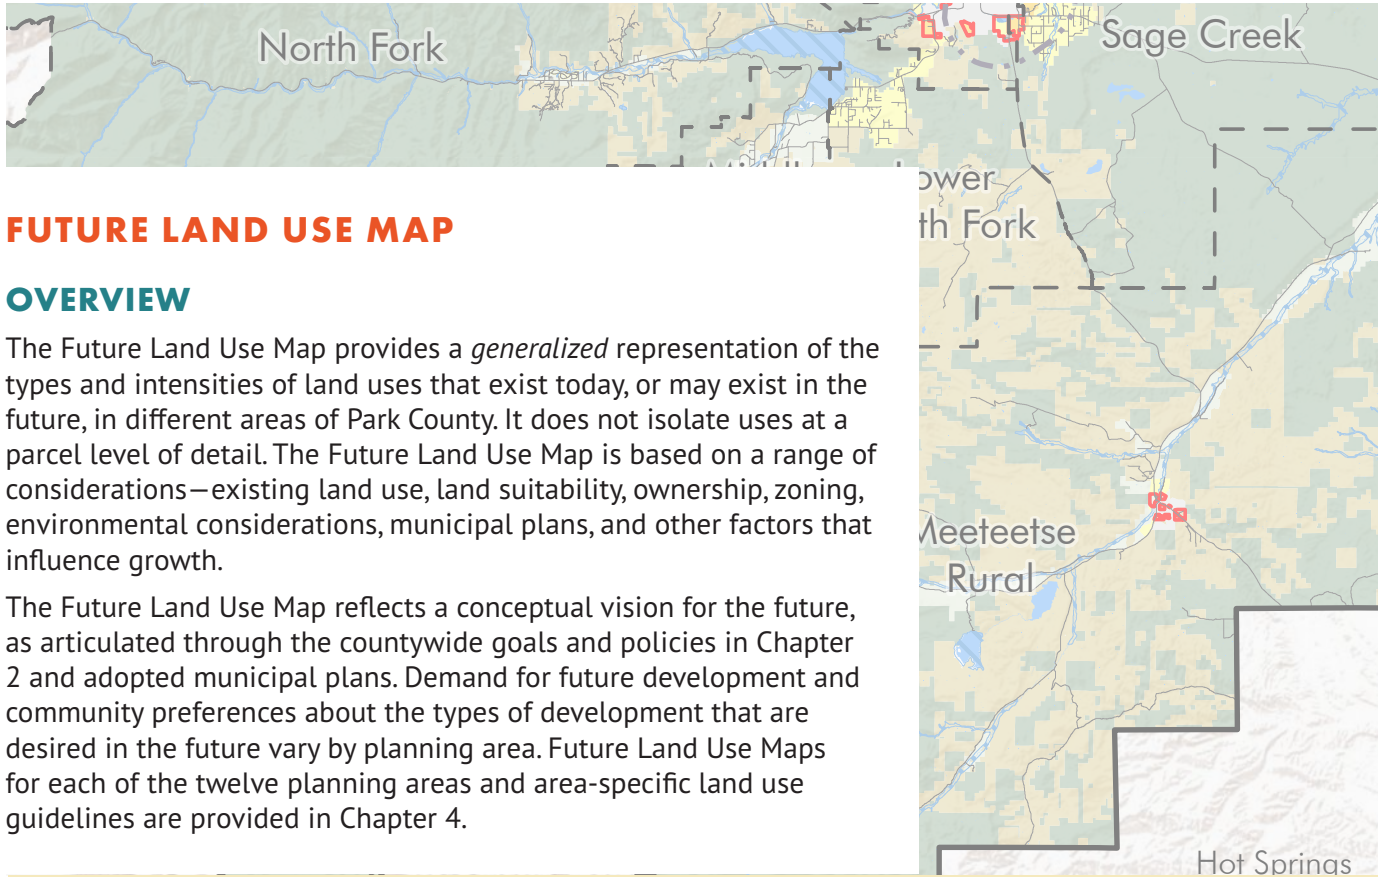 North Fork
Sage Creek
ower
th Fork
FUTURE LAND USE MAP
OVERVIEW
The Future Land Use Map provides a generalized representation of the
types and intensities of land uses that exist today, or may exist in the
future, in different areas of Park County. It does not isolate uses at a
parcel level of detail. The Future Land Use Map is based on a range of
considerations—existing land use, land suitability, ownership, zoning,
environmental considerations, municipal plans, and other factors that
influence growth.
The Future Land Use Map reflects a conceptual vision for the future,
as articulated through the countywide goals and policies in Chapter
2 and adopted municipal plans. Demand for future development and
community preferences about the types of development that are
desired in the future vary by planning area. Future Land Use Maps
for each of the twelve planning areas and area-specific land use
guidelines are provided in Chapter 4.
Meeteetse
Rural
Hot Springs